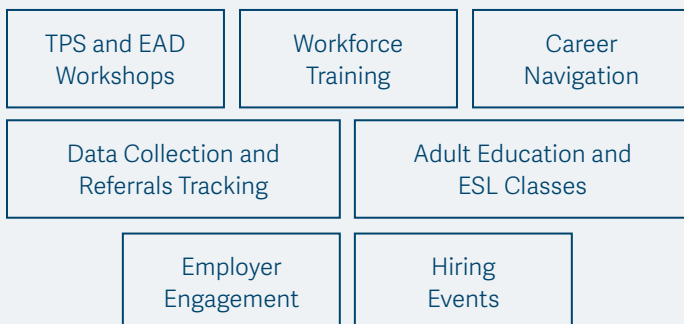 TPS and EAD
Workshops
Workforce
Training
Career
Navigation
Data Collection and
Referrals Tracking
Adult Education and
ESL Classes
Employer
Engagement
Hiring
Events